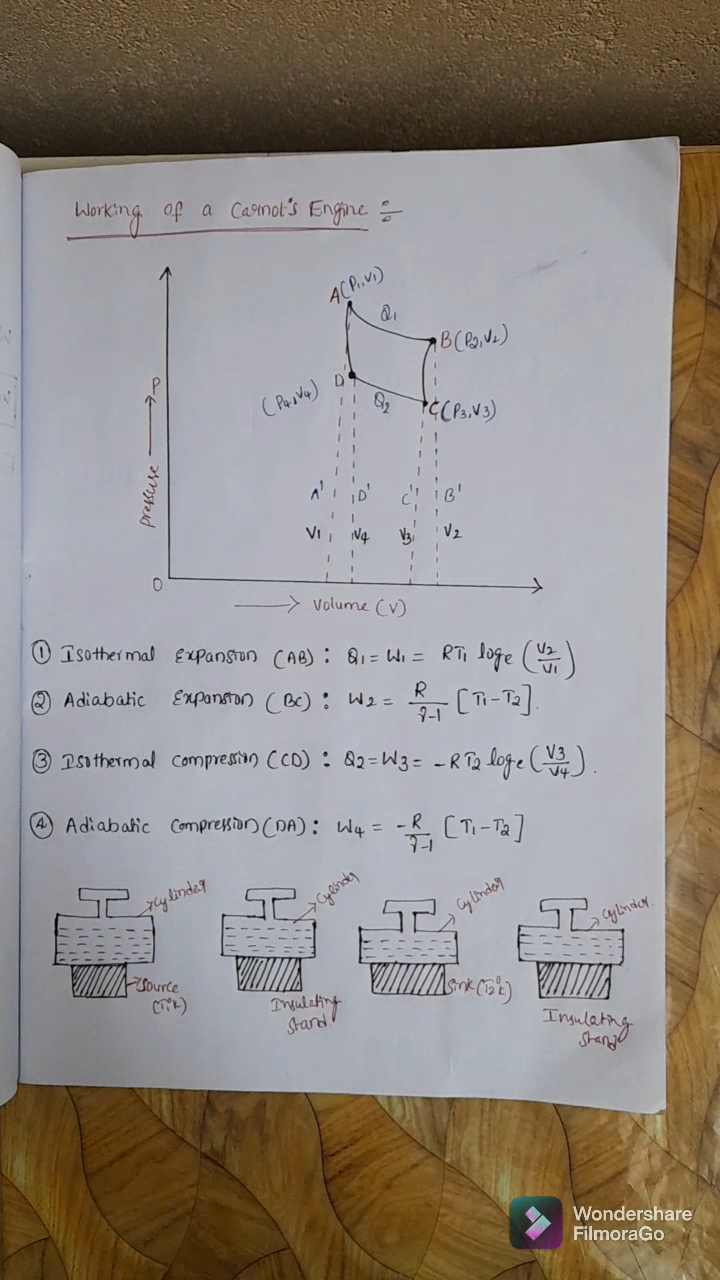 Working of a Carnot's Engine ÷
A(P1,V1)
Q1
B(P2,V2)
D
(P4,V4)
Q2
C(P3,V3)
Pressure → P
A' D' C' B'
V1 V4 V3 V2
O
→ Volume (V)
① Isothermal Expansion (AB) : Q1 = W1 = RT1 loge (V2/V1)
② Adiabatic Expansion (BC) : W2 = R/γ-1 [T1-T2].
③ Isothermal compression (CD) : Q2 = W3 = -RT2 loge (V3/V4).
④ Adiabatic Compression (DA) : W4 = -R/γ-1 [T1-T2].
Cylinder Cylinder Cylinder Cylinder.
Source (T1°K)
Insulating Stand.
Sink (T2°K)
Insulating Stand
Wondershare
FilmoraGo